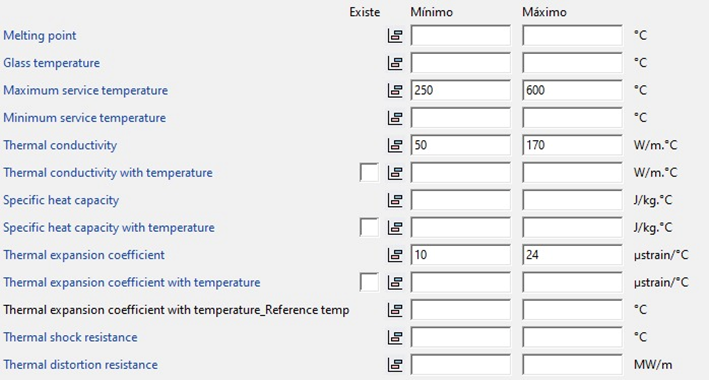 Existe Mínimo Máximo
Melting point °C
Glass temperature °C
Maximum service temperature 250 600 °C
Minimum service temperature °C
Thermal conductivity 50 170 W/m.°C
Thermal conductivity with temperature W/m.°C
Specific heat capacity J/kg.°C
Specific heat capacity with temperature J/kg.°C
Thermal expansion coefficient 10 24 µstrain/°C
Thermal expansion coefficient with temperature µstrain/°C
Thermal expansion coefficient with temperature_Reference temp °C
Thermal shock resistance °C
Thermal distortion resistance MW/m